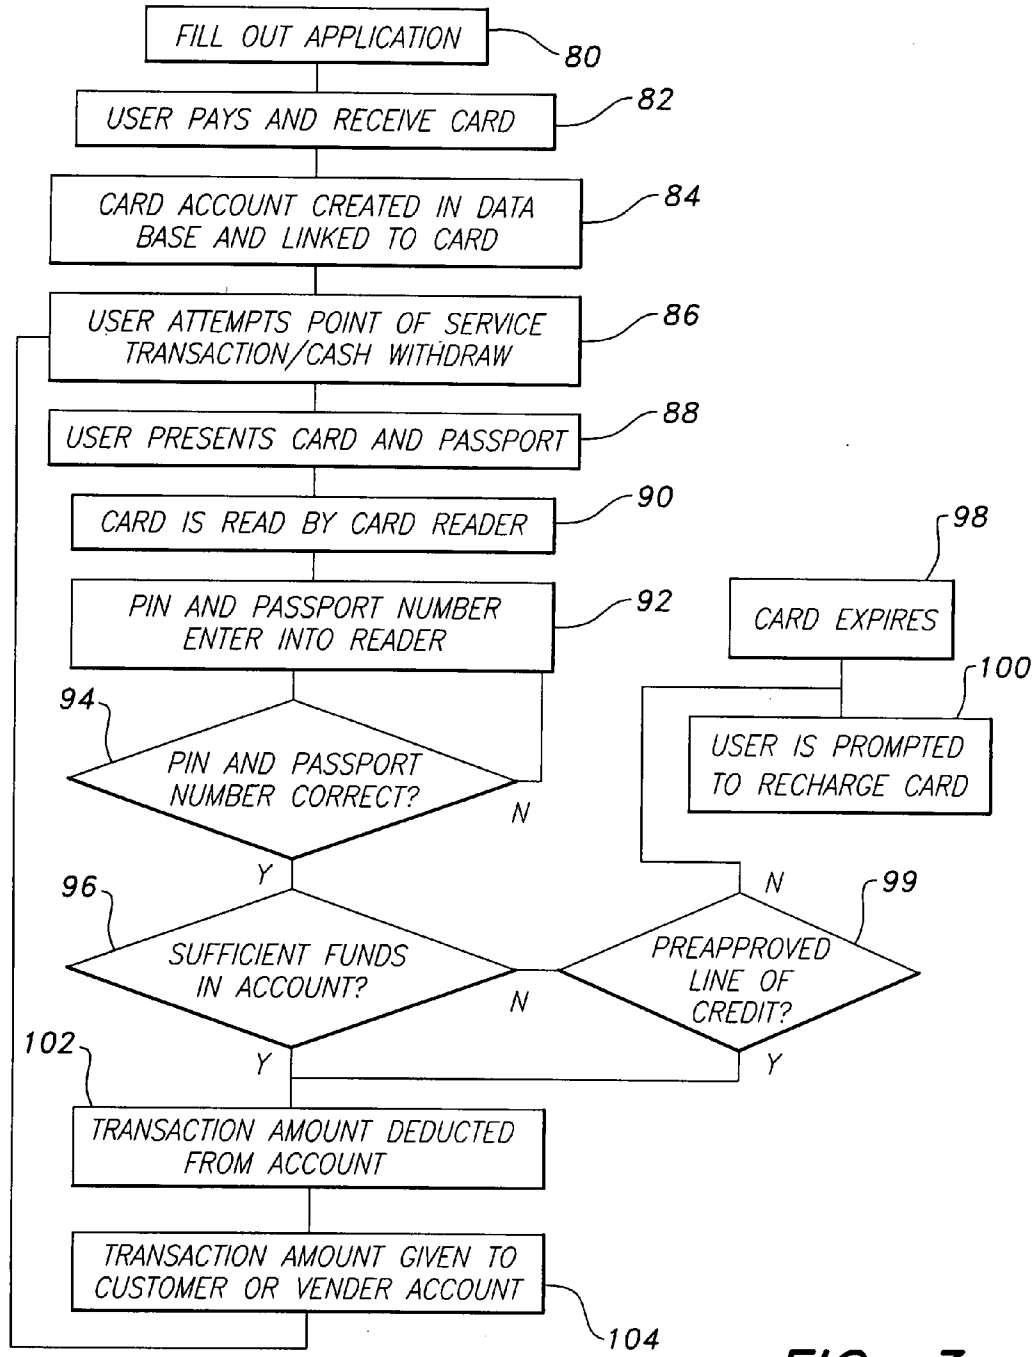 FILL OUT APPLICATION
80
USER PAYS AND RECEIVE CARD
82
CARD ACCOUNT CREATED IN DATA
BASE AND LINKED TO CARD
84
USER ATTEMPTS POINT OF SERVICE
TRANSACTION/CASH WITHDRAW
86
USER PRESENTS CARD AND PASSPORT
88
CARD IS READ BY CARD READER
90
PIN AND PASSPORT NUMBER
ENTER INTO READER
92
98
CARD EXPIRES
100
USER IS PROMPTED
TO RECHARGE CARD
94
PIN AND PASSPORT
NUMBER CORRECT?
N
Y
96
SUFFICIENT FUNDS
IN ACCOUNT?
N
Y
N
99
PREAPPROVED
LINE OF
CREDIT?
Y
102
TRANSACTION AMOUNT DEDUCTED
FROM ACCOUNT
TRANSACTION AMOUNT GIVEN TO
CUSTOMER OR VENDER ACCOUNT
104